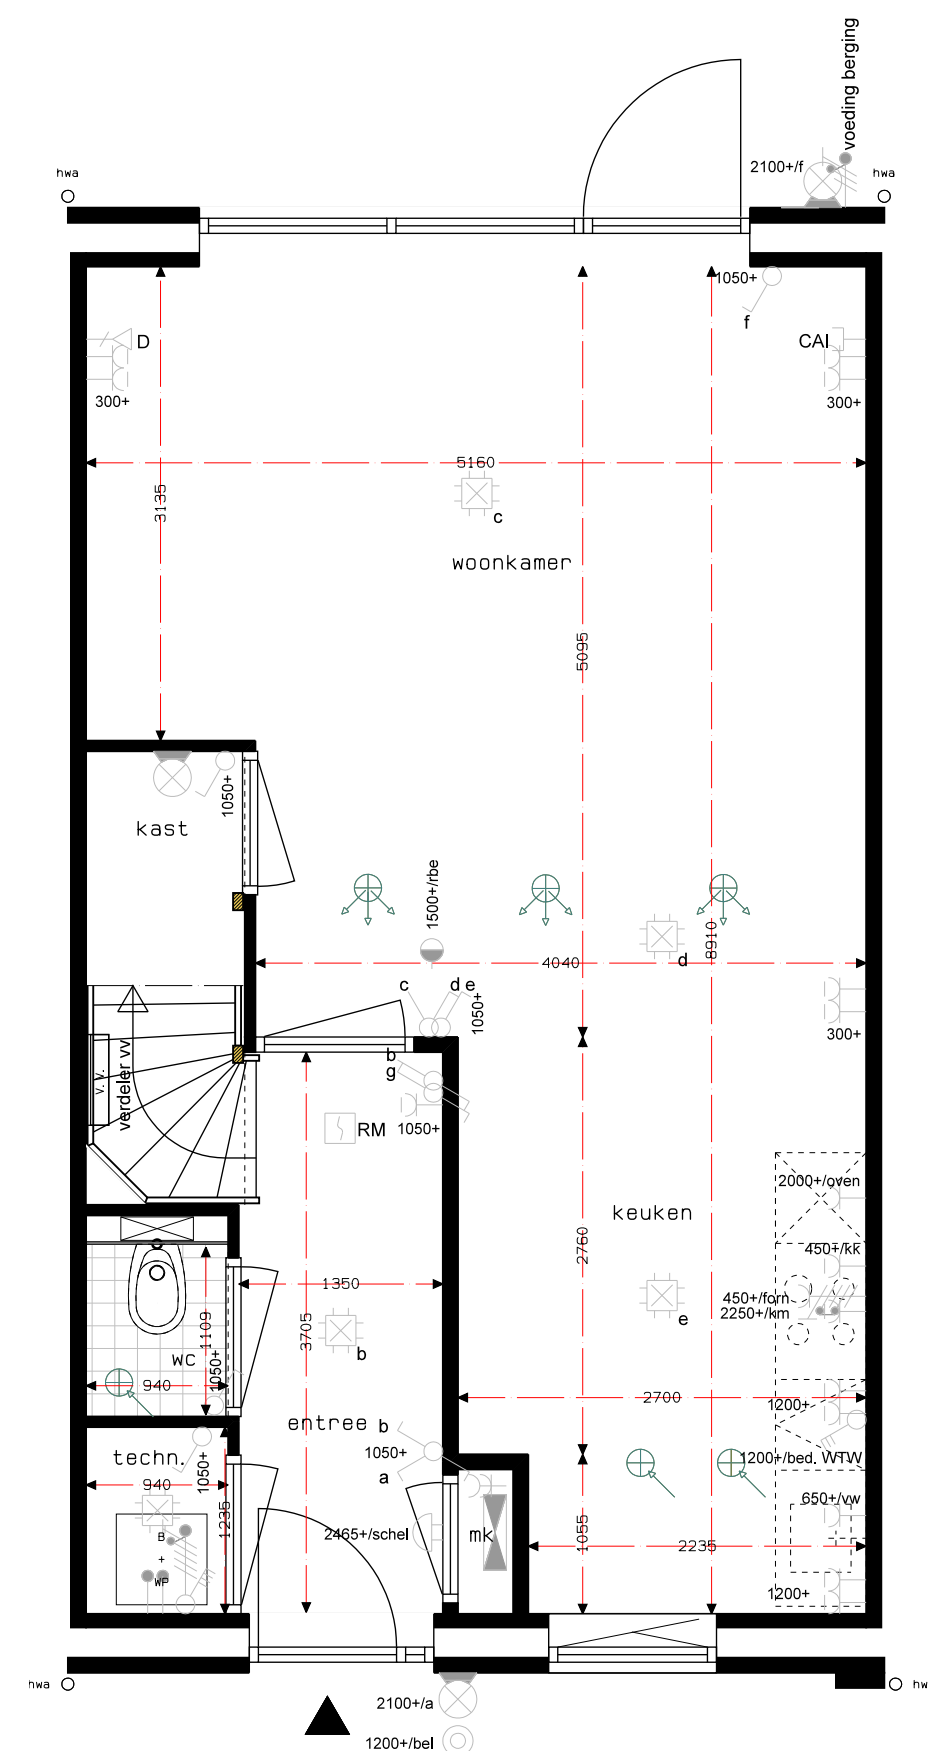 voeding berging
2100+/f
hwa
hwa
1050+
f
D
CAI
300+
300+
5160
3135
c
woonkamer
5095
1050+
kast
1500+/rbe
8910
d
4040
c
d e
1050+
300+
b
g
V.V.
verdeler vv
1050+
RM
2000+/oven
keuken
2760
450+/kk
1350
450+/forn
2250+/km
e
3705
1109
b
wc
1050+
940
2700
1200+
entree
b
techn.
1050+
a
1050+
940
1200+/bed. WTW
650+/vw
1235
2465+/schel
mk
1055
2235
B
+
WP
1200+
hwa
hw
2100+/a
1200+/bel